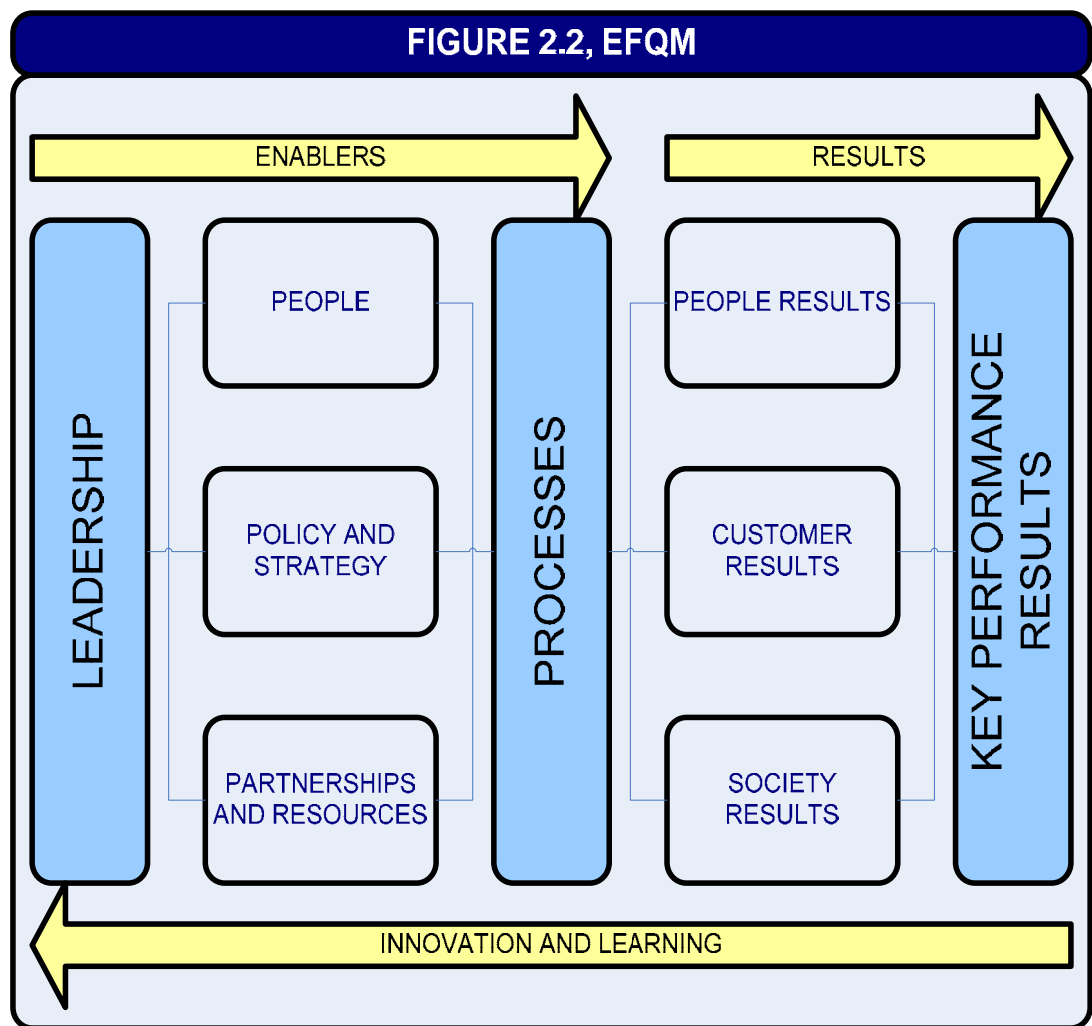 FIGURE 2.2, EFQM
ENABLERS
RESULTS
LEADERSHIP
PEOPLE
POLICY AND
STRATEGY
PARTNERSHIPS
AND RESOURCES
PROCESSES
PEOPLE RESULTS
CUSTOMER
RESULTS
SOCIETY
RESULTS
KEY PERFORMANCE
RESULTS
INNOVATION AND LEARNING